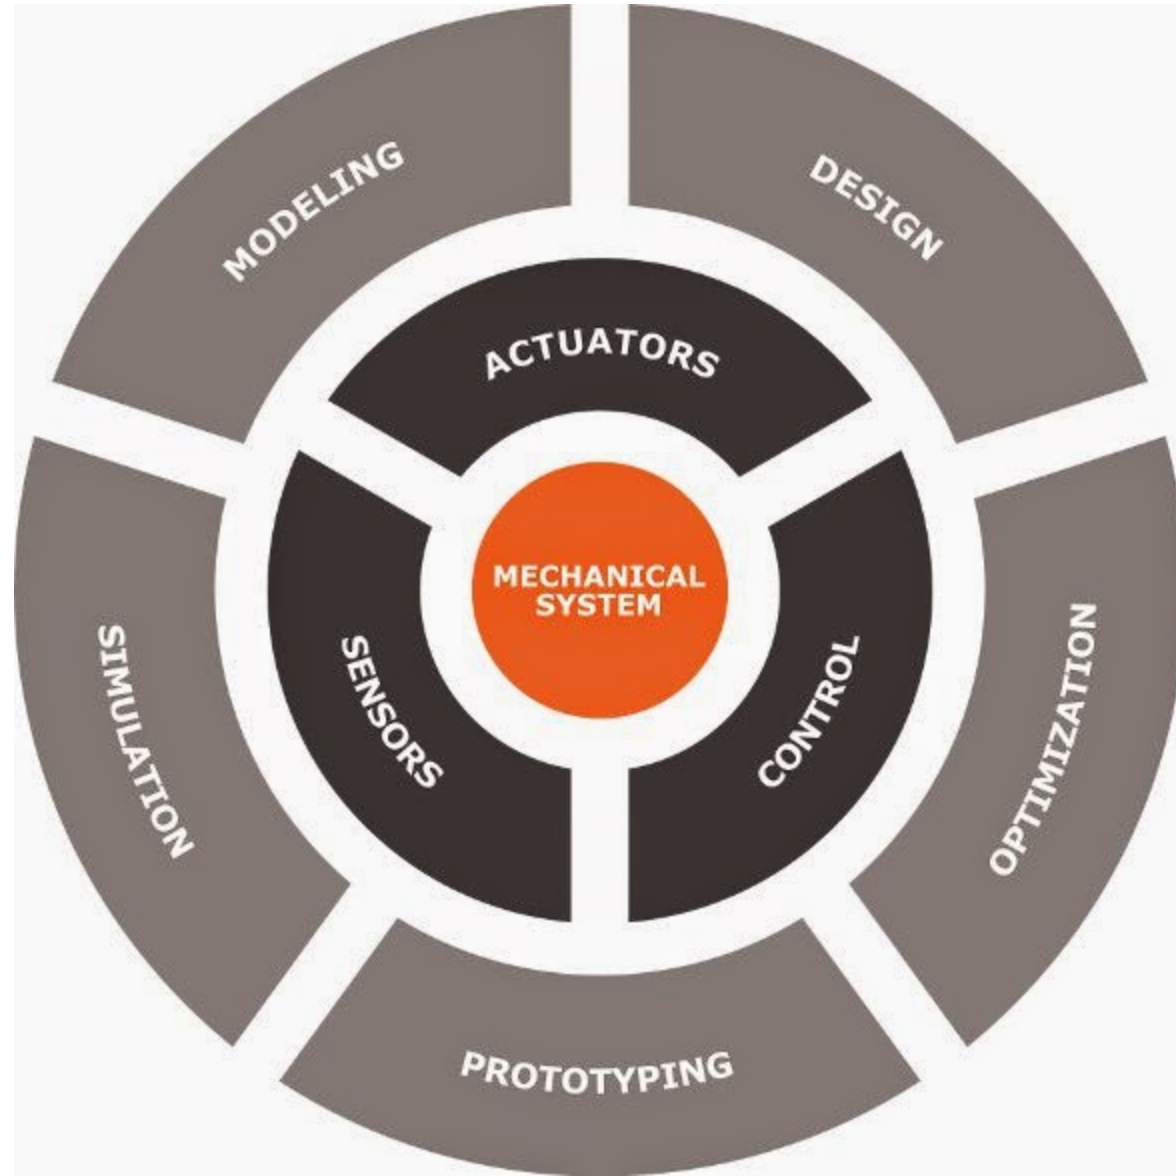 MODELING
DESIGN
ACTUATORS
MECHANICAL
SYSTEM
SENSORS
CONTROL
SIMULATION
OPTIMIZATION
PROTOTYPING